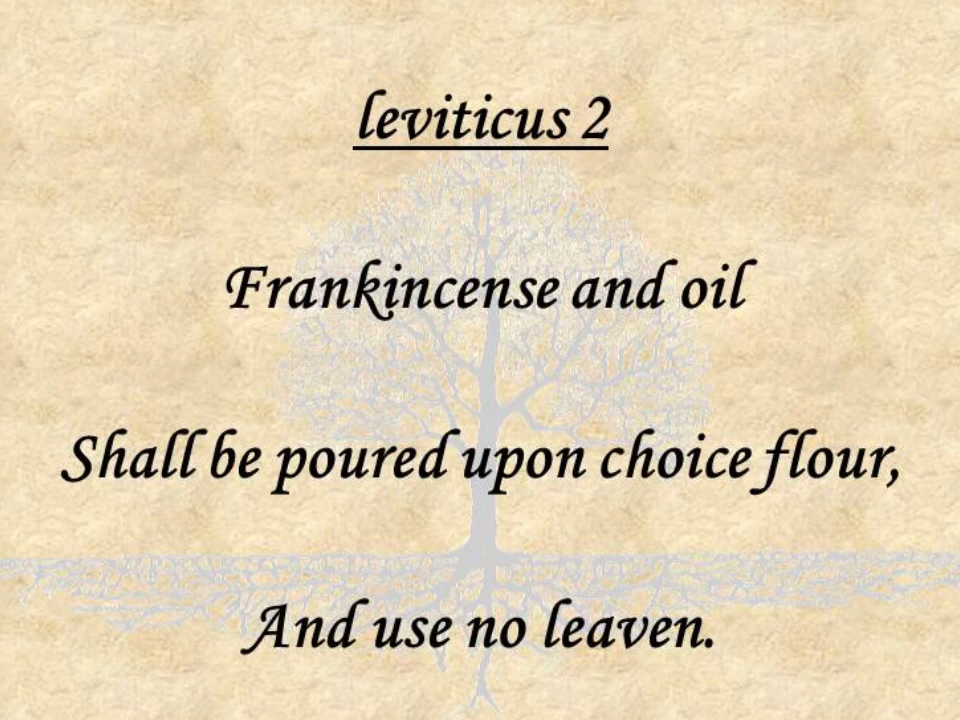 leviticus 2
Frankincense and oil
Shall be poured upon choice flour,
And use no leaven.